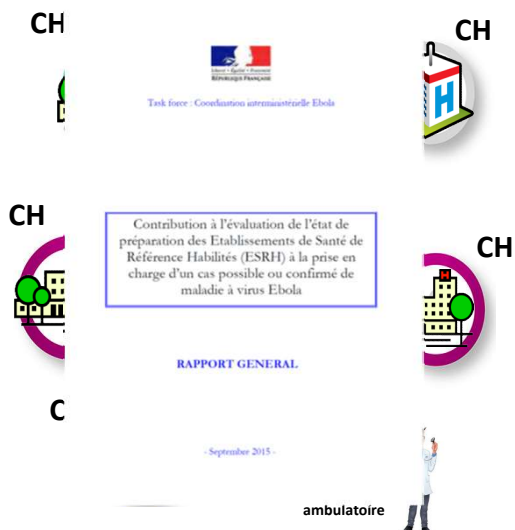 CH
CH
RÉPUBLIQUE FRANÇAISE
Task force : Coordination interministérielle Ebola
CH
CH
Contribution à l'évaluation de l'état de
préparation des Etablissements de Santé de
Référence Habilités (ESRH) à la prise en
charge d'un cas possible ou confirmé de
maladie à virus Ebola
H
H
RAPPORT GENERAL
C
- Septembre 2015 -
ambulatoire